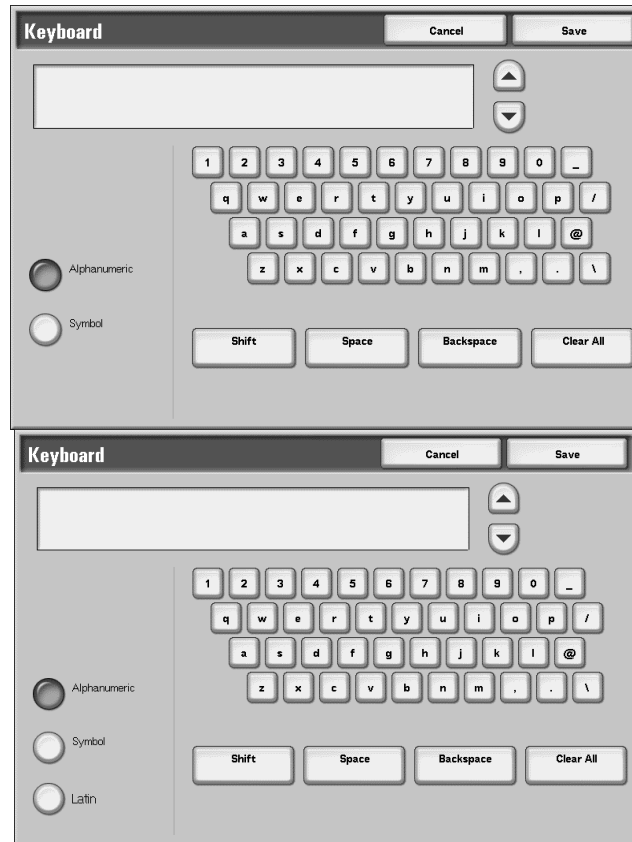 Keyboard Cancel Save
1 2 3 4 5 6 7 8 9 0 _
q w e r t y u i o p /
a s d f g h j k l @
Alphanumeric
z x c v b n m , . \
Symbol
Shift Space Backspace Clear All
Keyboard Cancel Save
1 2 3 4 5 6 7 8 9 0 _
q w e r t y u i o p /
a s d f g h j k l @
Alphanumeric
z x c v b n m , . \
Symbol
Shift Space Backspace Clear All
Latin